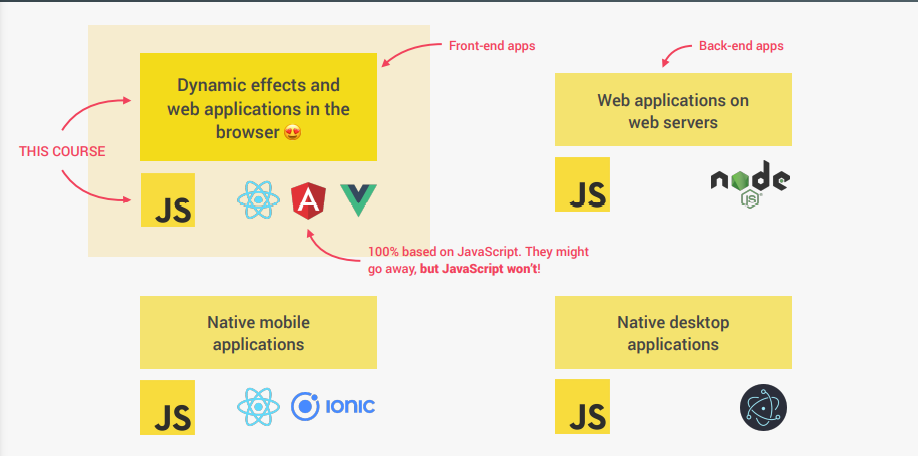 Front-end apps
Back-end apps
Dynamic effects and
web applications in the
browser 😍
Web applications on
web servers
THIS COURSE
JS
A
JS
node
JS
100% based on JavaScript. They might
go away, but JavaScript won't!
Native mobile
applications
Native desktop
applications
JS
IONIC
JS